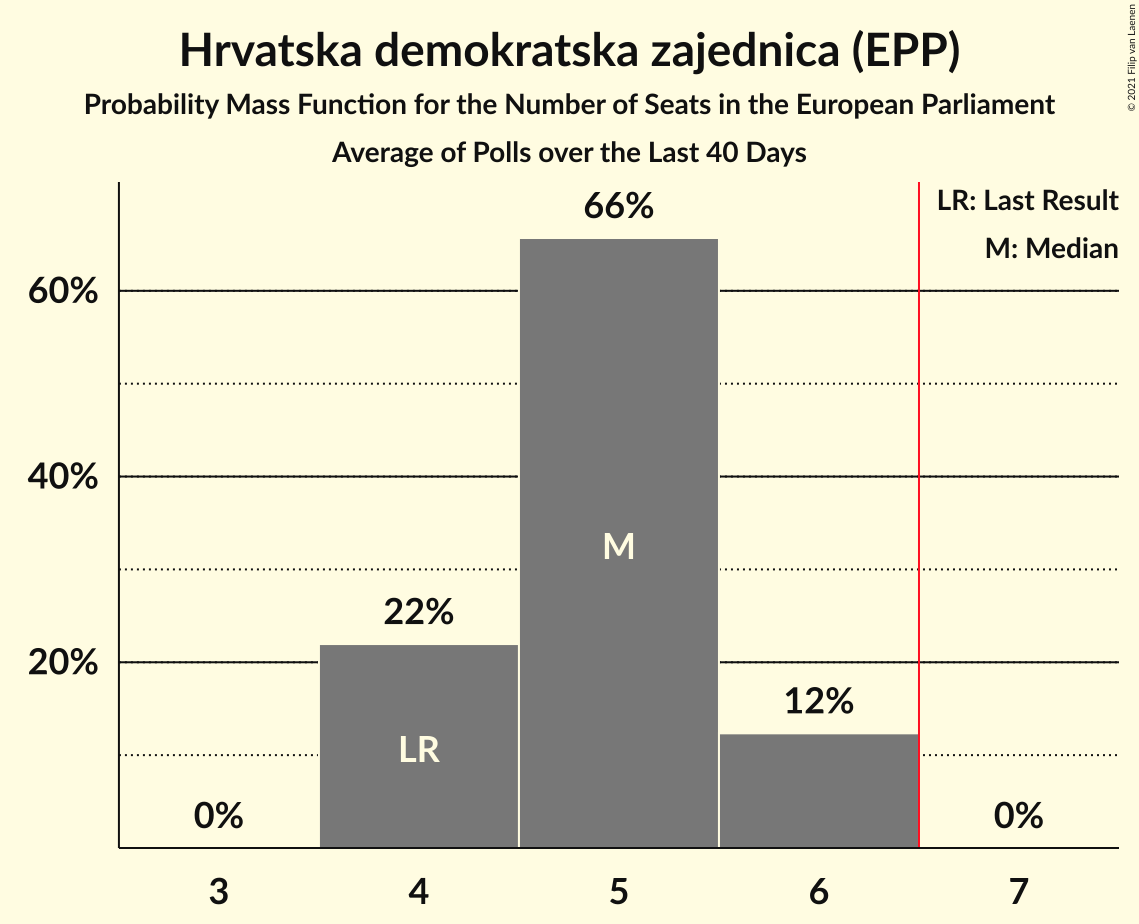 Hrvatska demokratska zajednica (EPP)
Probability Mass Function for the Number of Seats in the European Parliament
Average of Polls over the Last 40 Days
© 2021 Filip van Laenen
LR: Last Result
M: Median
66%
60%
40%
M
22%
20%
12%
LR
0%
0%
3 4 5 6 7